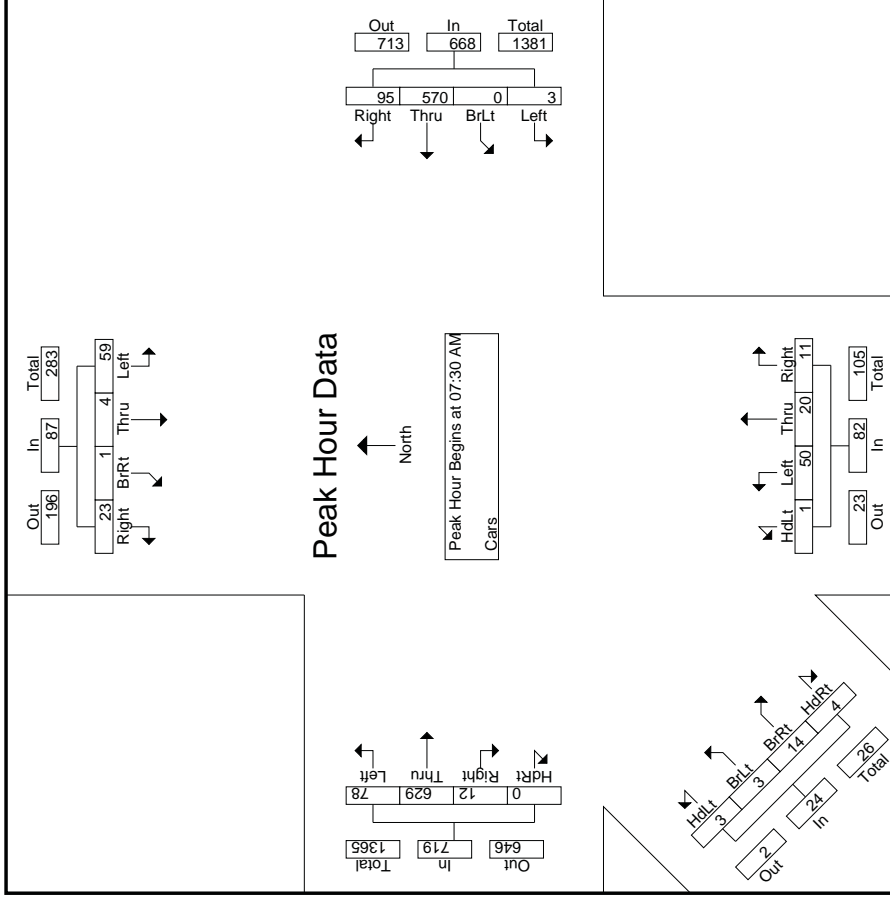 Out In Total
713 668 1381
95 570 0 3
Right Thru BrLt Left
Total 283
In 87
Out 196
59 4 1 23
Left Thru BrRt Right
Peak Hour Data
North
Peak Hour Begins at 07:30 AM
Cars
Right Thru Left HdLt
11 20 50 1
105 82 23
Total In Out
Left Thru Right HdRt
78 629 12 0
1365 719 646
Total In Out
HdLt BrLt BrRt HdRt
3 3 14 4
2 24 26
Out In Total